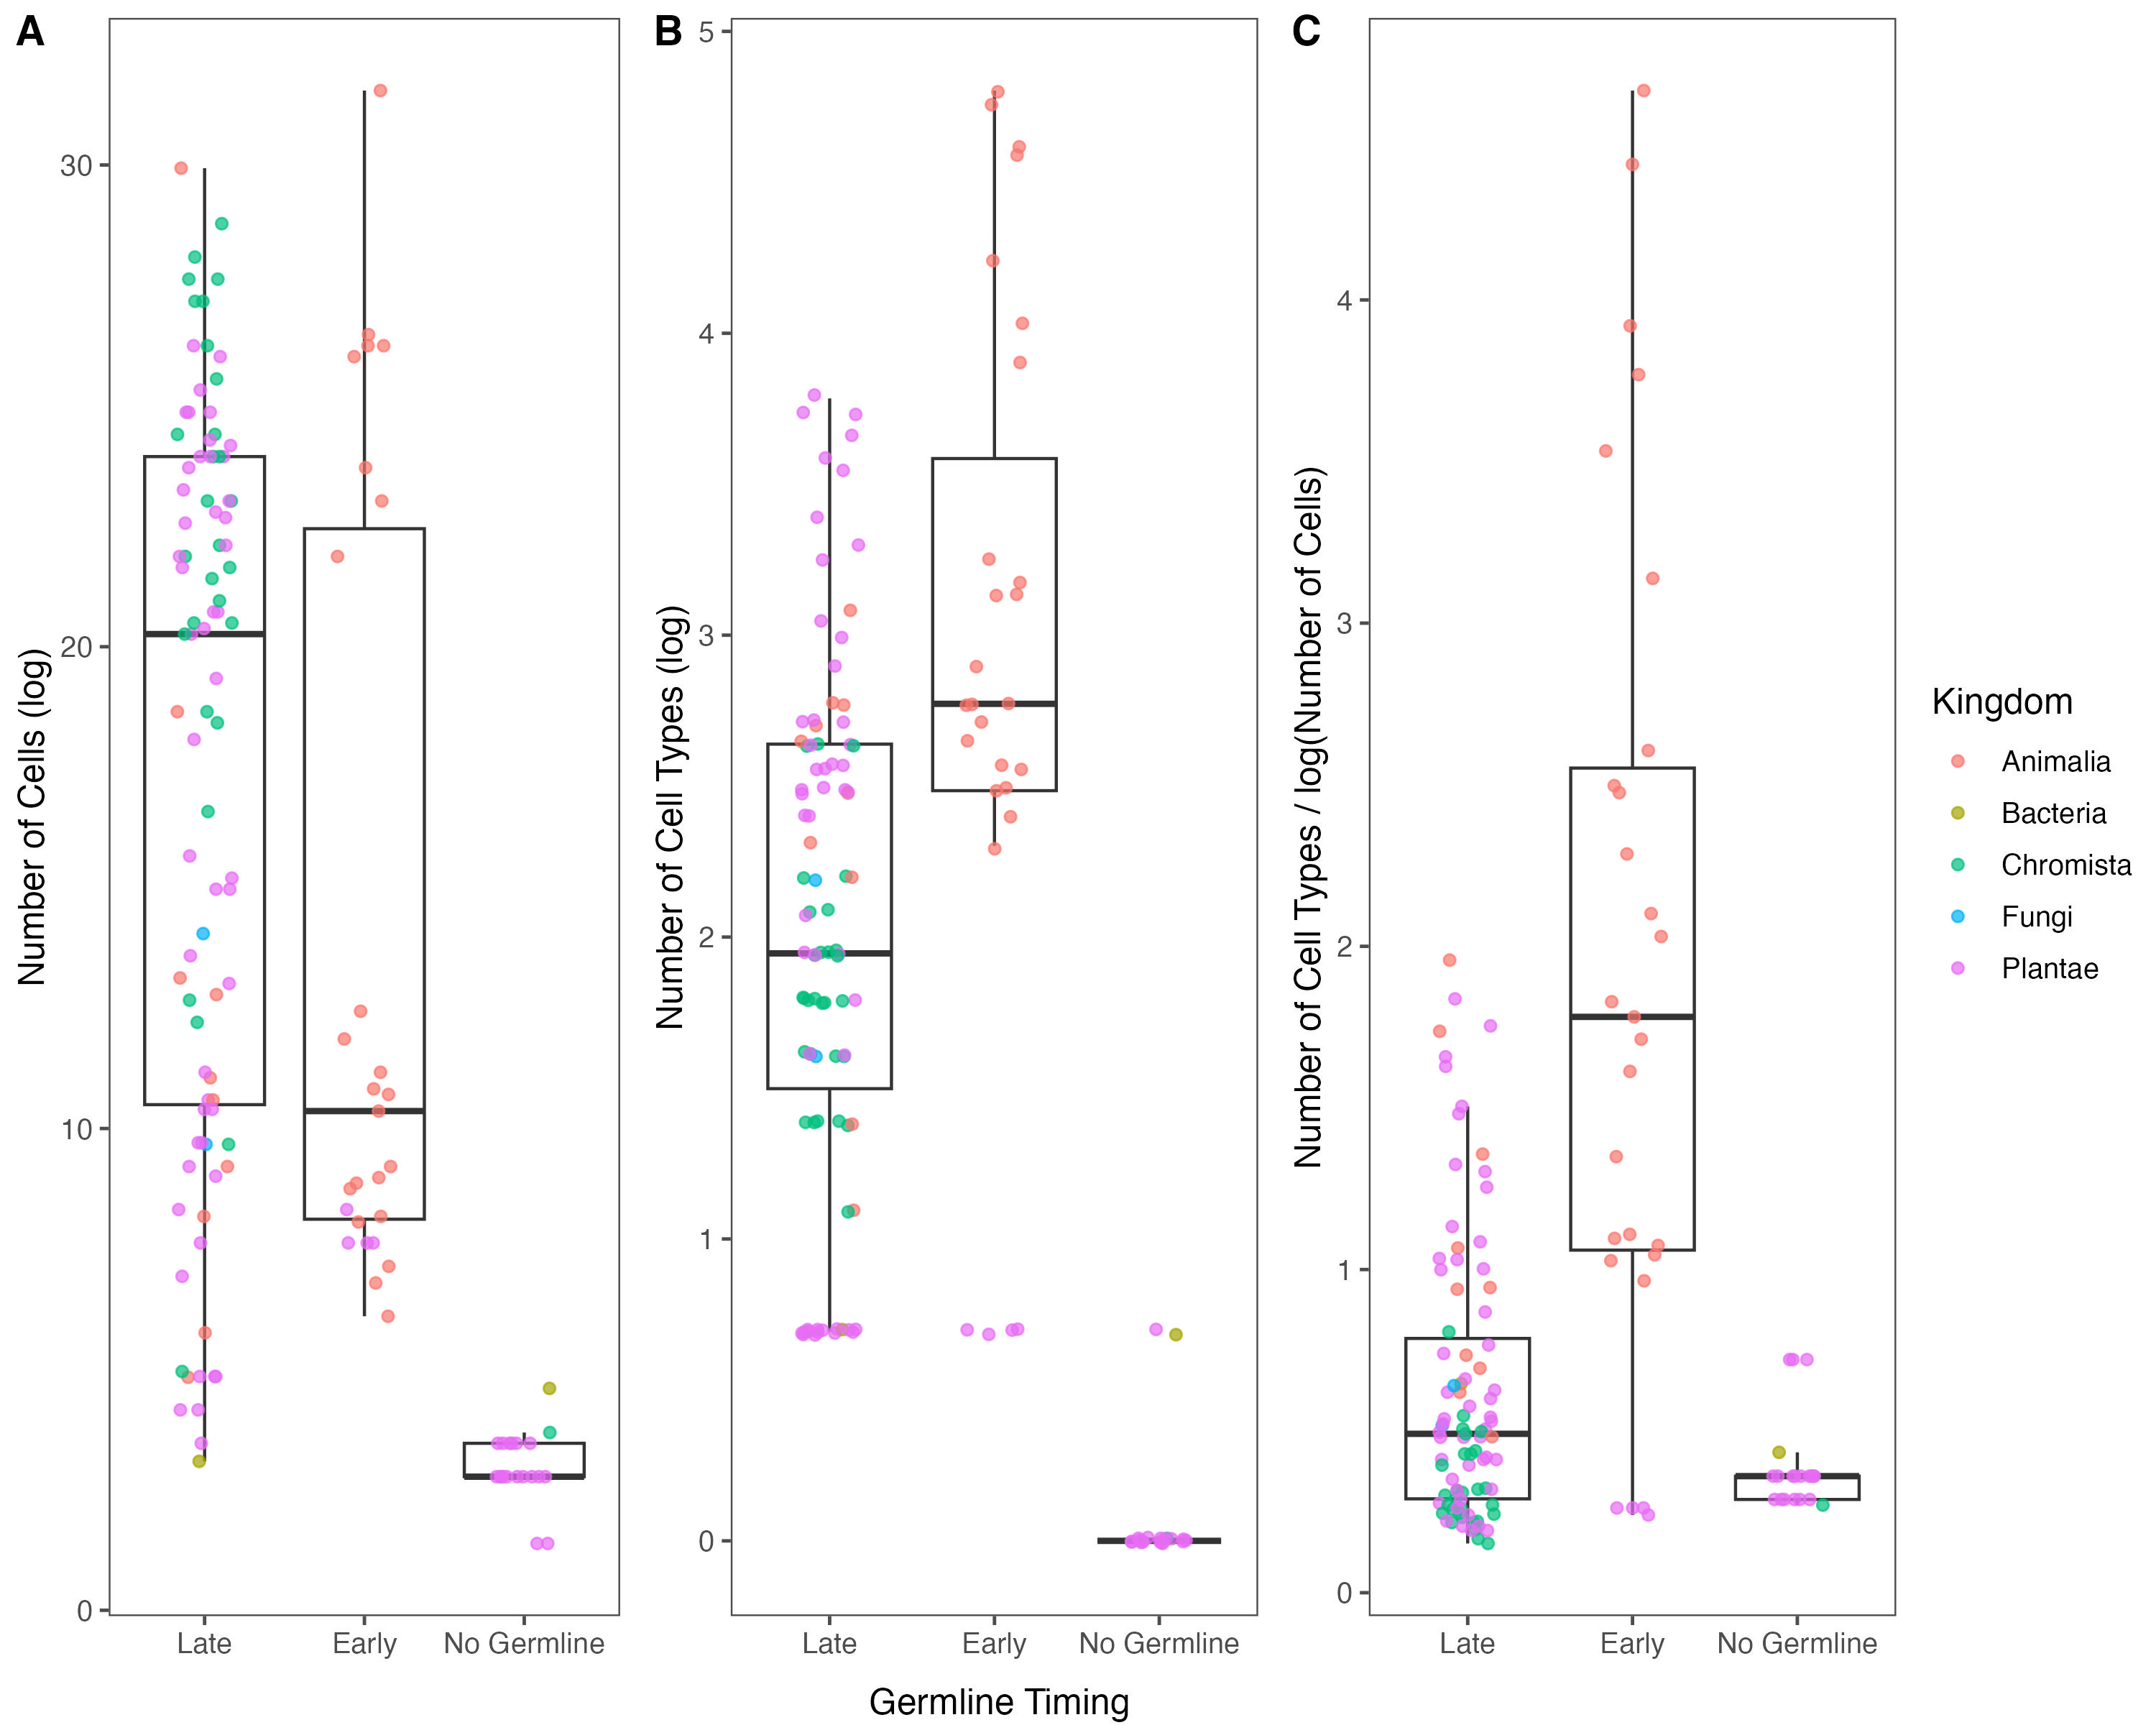 A
Number of Cells (log)
30
20
10
0
Late Early No Germline
B
Number of Cell Types (log)
5
4
3
2
1
0
Late Early No Germline
Germline Timing
C
Number of Cell Types / log(Number of Cells)
4
3
2
1
0
Late Early No Germline
Kingdom
Animalia
Bacteria
Chromista
Fungi
Plantae